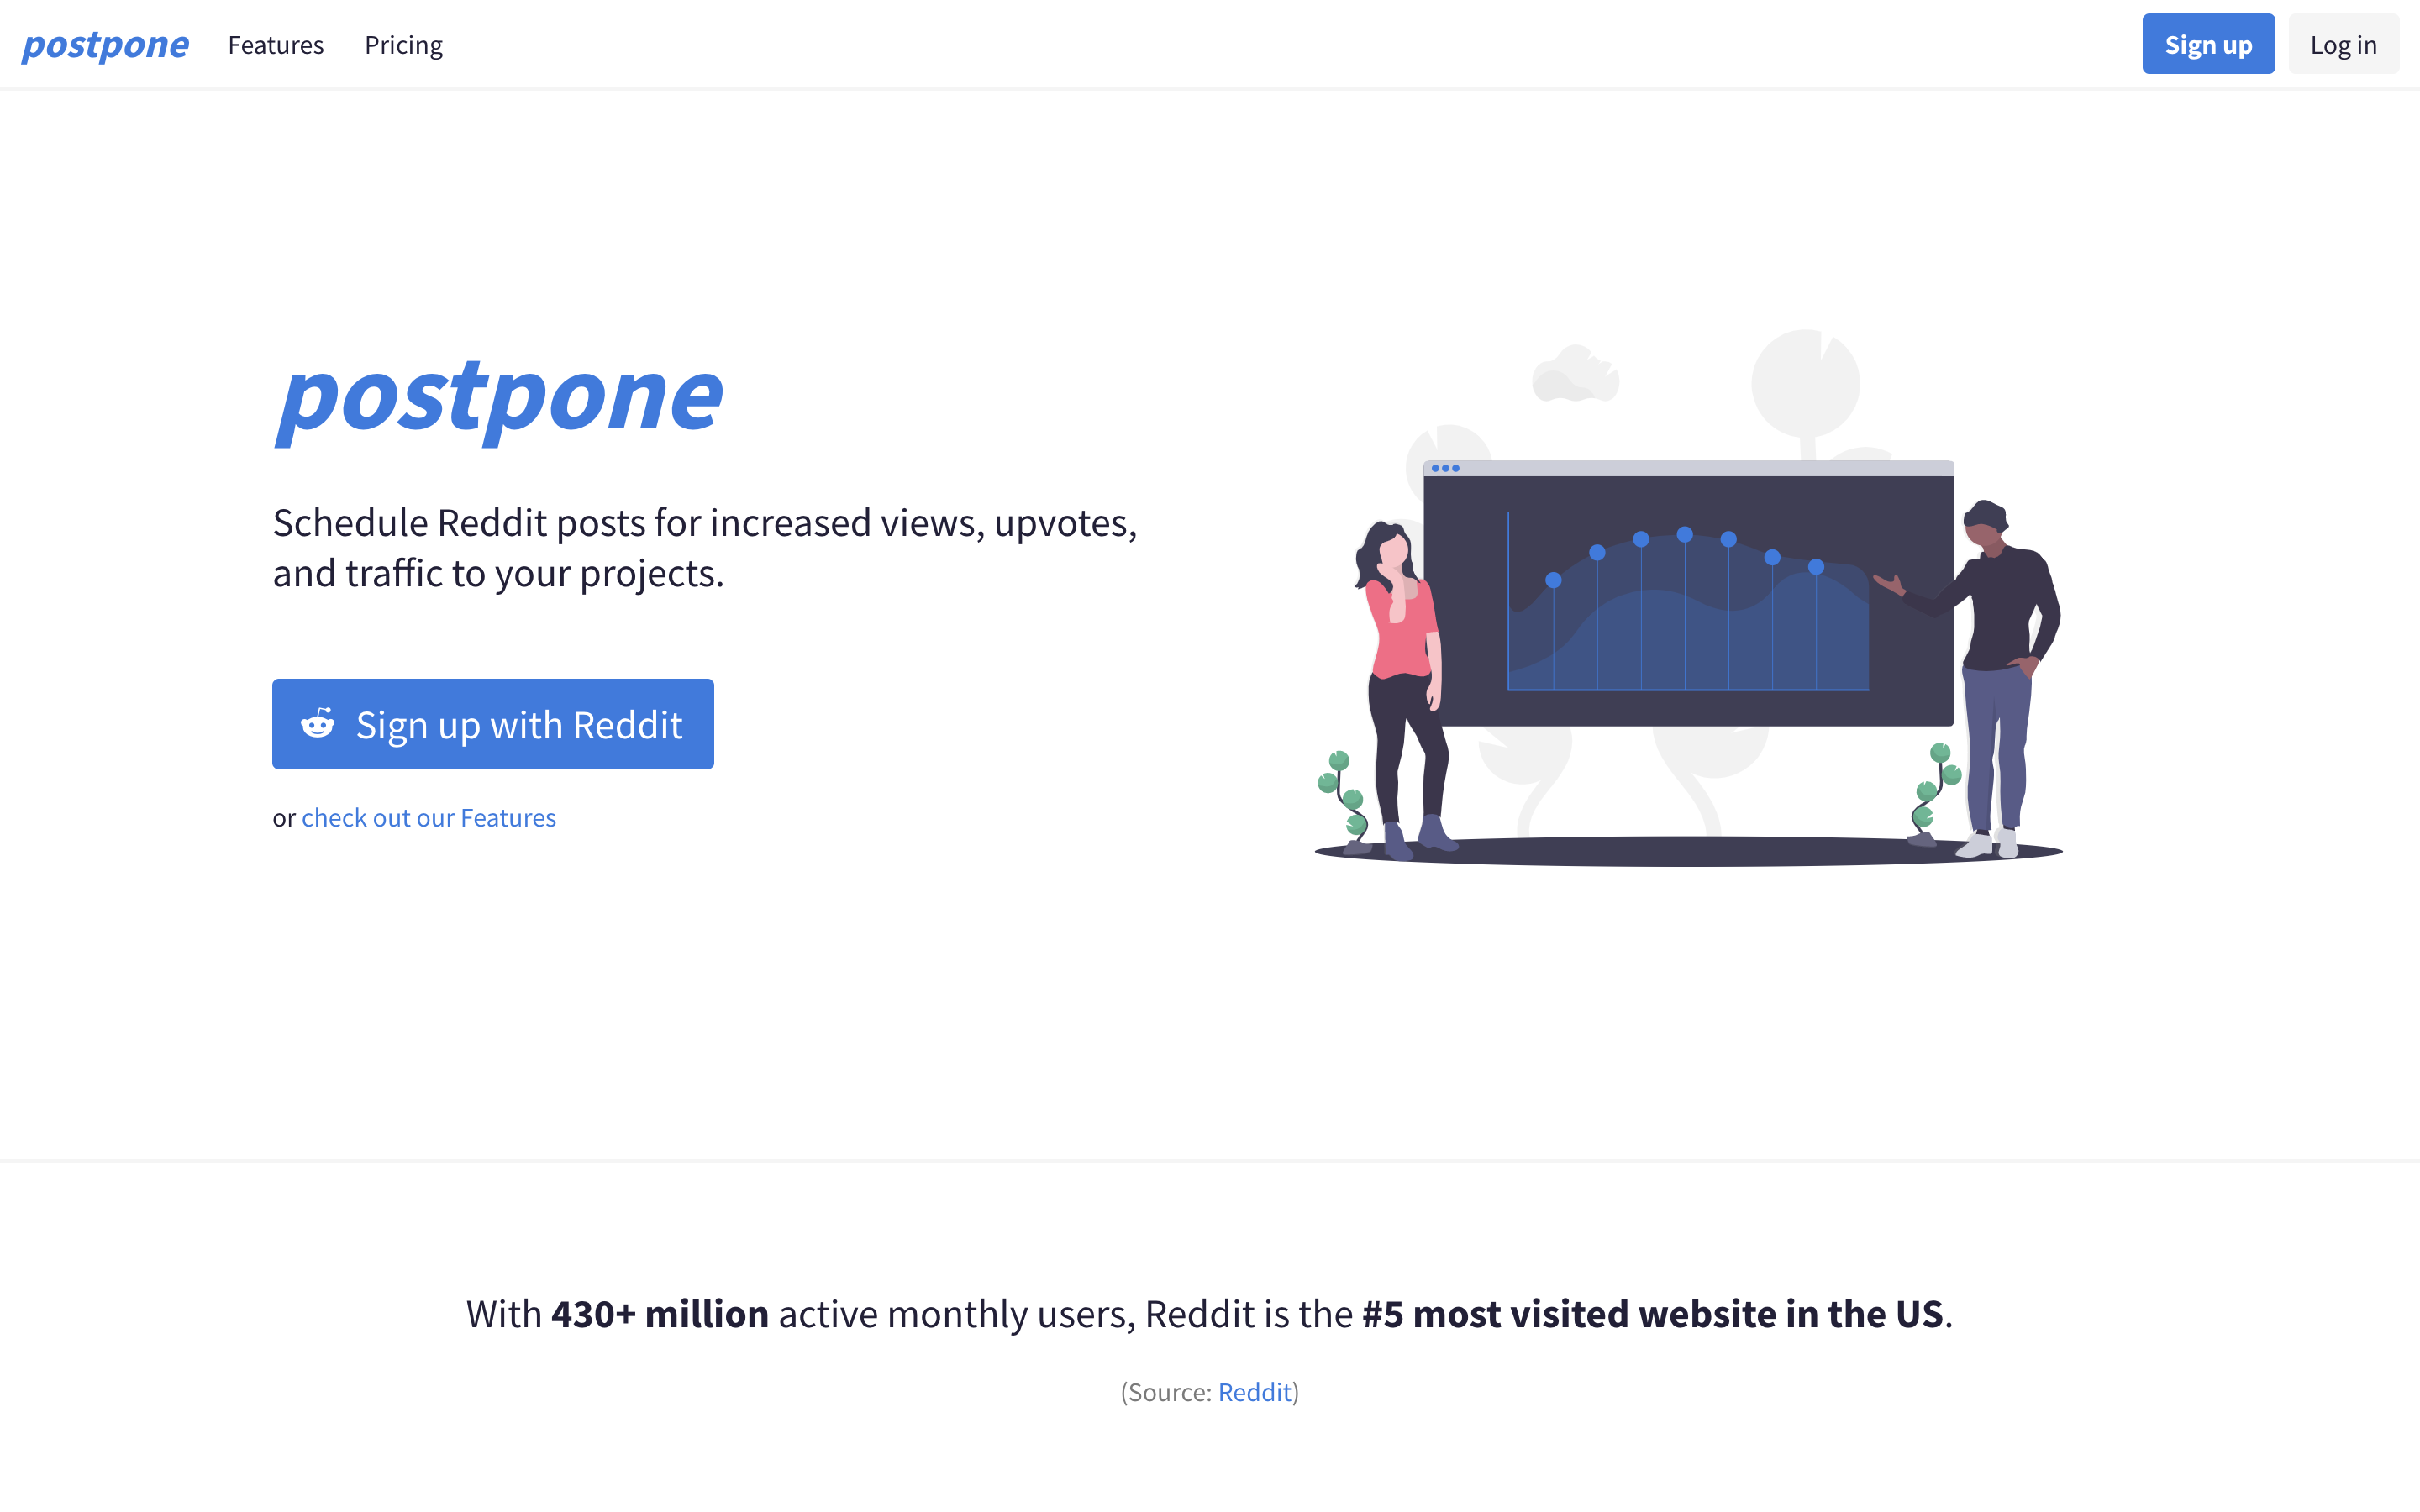 postpone Features Pricing Sign up Log in
postpone
Schedule Reddit posts for increased views, upvotes,
and traffic to your projects.
Sign up with Reddit
or check out our Features
With 430+ million active monthly users, Reddit is the #5 most visited website in the US.
(Source: Reddit)